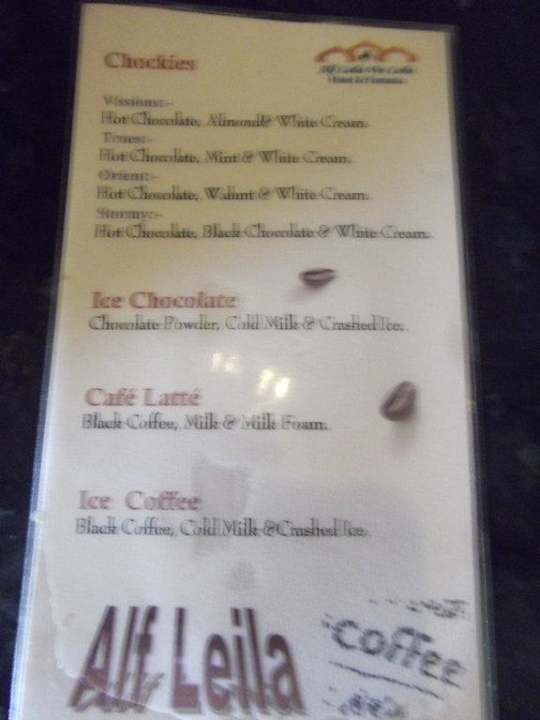 Chockies
Vissions:-
Hot Chocolate, Almond& White Cream.
Hot Chocolate, Mint & White Cream.
Orient:-
Hot Chocolate, Walnut & White Cream.
Stormy:-
Hot Chocolate, Black Chocolate & White Cream.
Ice Chocolate
Chocolate Powder, Cold Milk & Crashed Ice.
Café Latté
Black Coffee, Milk & Milk Foam.
Ice Coffee
Black Coffee, Cold Milk &Crashed Ice.
Alf Leila
coffee